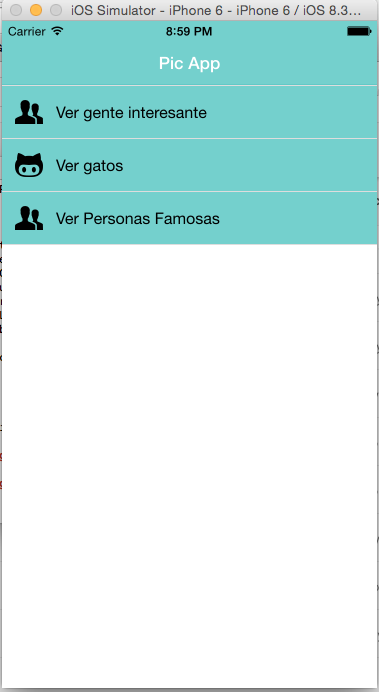 iOS Simulator - iPhone 6 - iPhone 6 / iOS 8.3...
Carrier 8:59 PM
Pic App
Ver gente interesante
Ver gatos
Ver Personas Famosas